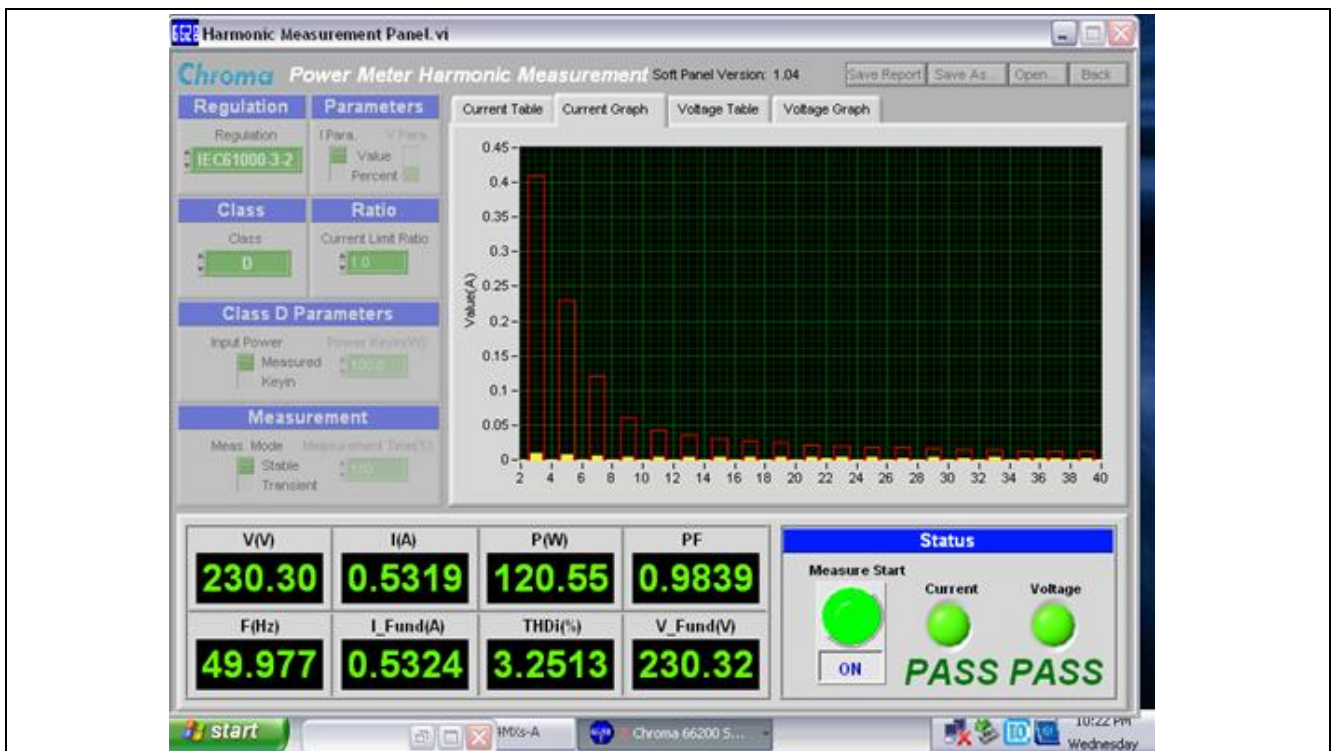 6620 Harmonic Measurement Panel.vi
Chroma Power Meter Harmonic Measurement Soft Panel Version: 1.04 Save Report Save As... Open... Back
Regulation Parameters
Current Table Current Graph Voltage Table Voltage Graph
Regulation I Para. V Para.
IEC61000-3-2 Value
Percent
Class Ratio
Class Current Limit Ratio
D 1.0
Class D Parameters
Input Power Power Keyin(W)
Measured 100.0
Keyin
Measurement
Meas. Mode Measurement Time(S)
Stable
Transient
Value(A)
0.45
0.4
0.35
0.3
0.25
0.2
0.15
0.1
0.05
0
2 4 6 8 10 12 14 16 18 20 22 24 26 28 30 32 34 36 38 40
V(V) I(A) P(W) PF
230.30 0.5319 120.55 0.9839
F(Hz) I_Fund(A) THDi(%) V_Fund(V)
49.977 0.5324 3.2513 230.32
Status
Measure Start Current Voltage
ON PASS PASS
start Chroma 66200 S... 10:22 PM
Wednesday